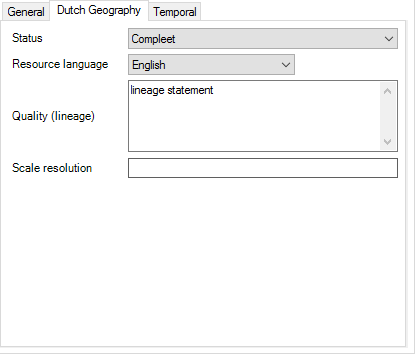 General Dutch Geography Temporal
Status Compleet
Resource language English
lineage statement
Quality (lineage)
Scale resolution